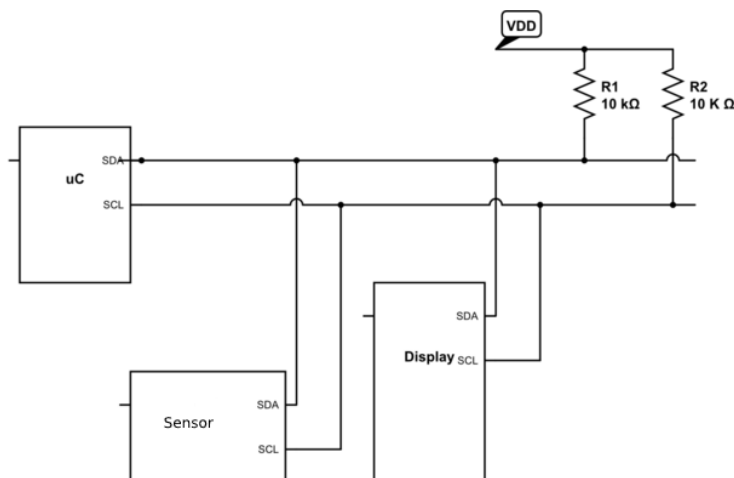 VDD
R1
10 kΩ
R2
10 K Ω
SDA
uC
SCL
SDA
Display
SCL
SDA
Sensor
SCL